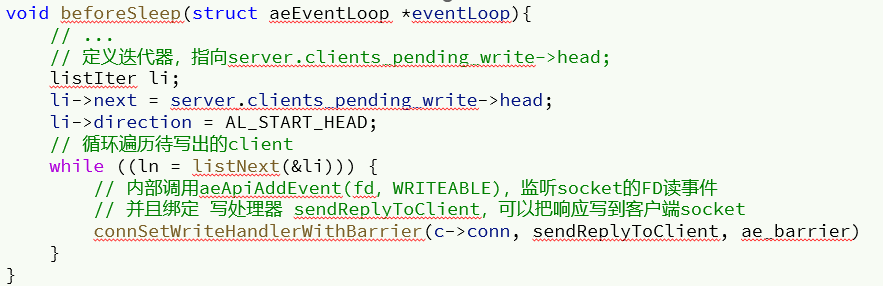 void beforeSleep(struct aeEventLoop *eventLoop){
// ...
// 定义迭代器，指向server.clients_pending_write->head;
listIter li;
li->next = server.clients_pending_write->head;
li->direction = AL_START_HEAD;
// 循环遍历待写出的client
while ((ln = listNext(&li))) {
// 内部调用aeApiAddEvent(fd, WRITEABLE)，监听socket的FD读事件
// 并且绑定 写处理器 sendReplyToClient，可以把响应写到客户端socket
connSetWriteHandlerWithBarrier(c->conn, sendReplyToClient, ae_barrier)
}
}